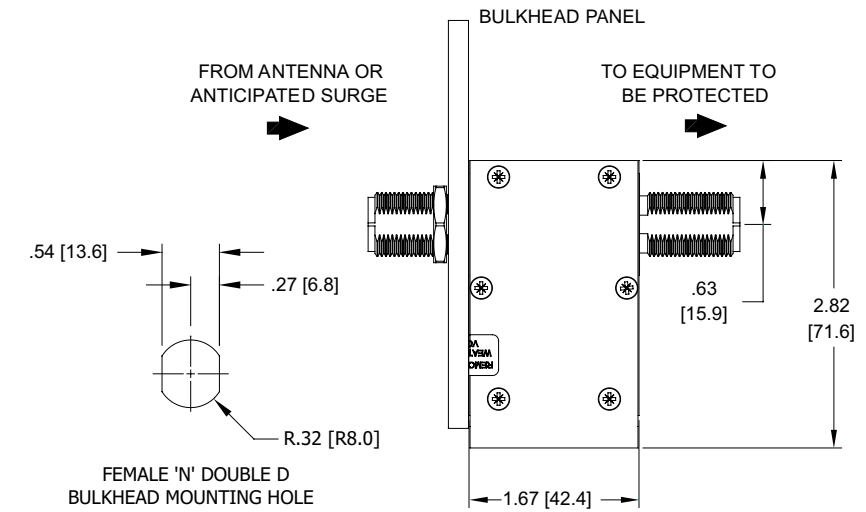 BULKHEAD PANEL
FROM ANTENNA OR
ANTICIPATED SURGE
TO EQUIPMENT TO
BE PROTECTED
.54 [13.6]
.27 [6.8]
.63
[15.9]
2.82
[71.6]
R.32 [R8.0]
FEMALE 'N' DOUBLE D
BULKHEAD MOUNTING HOLE
1.67 [42.4]